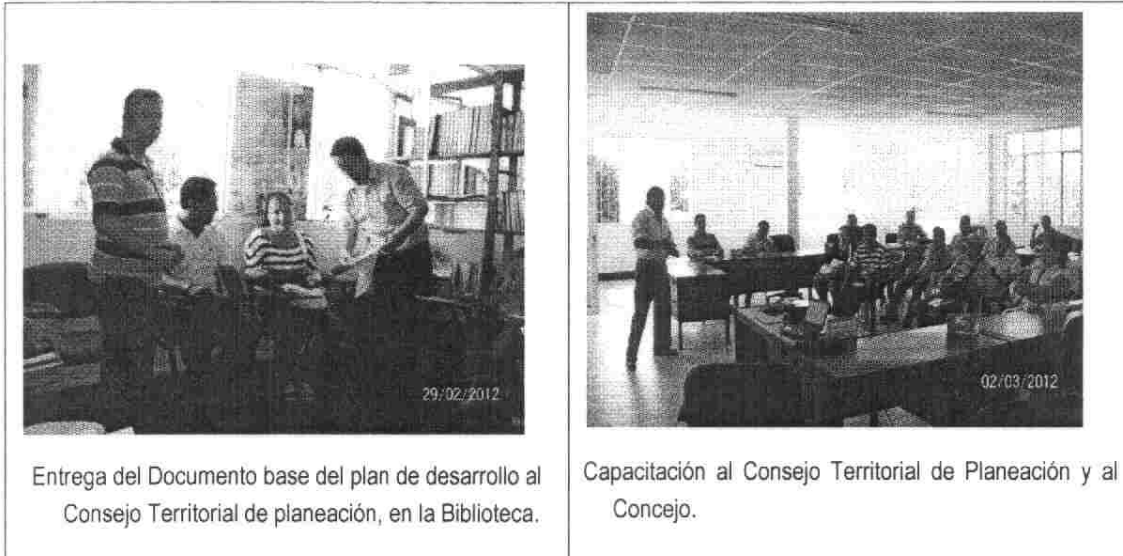 29/02/2012
Entrega del Documento base del plan de desarrollo al
Consejo Territorial de planeación, en la Biblioteca.
02/03/2012
Capacitación al Consejo Territorial de Planeación y al
Concejo.